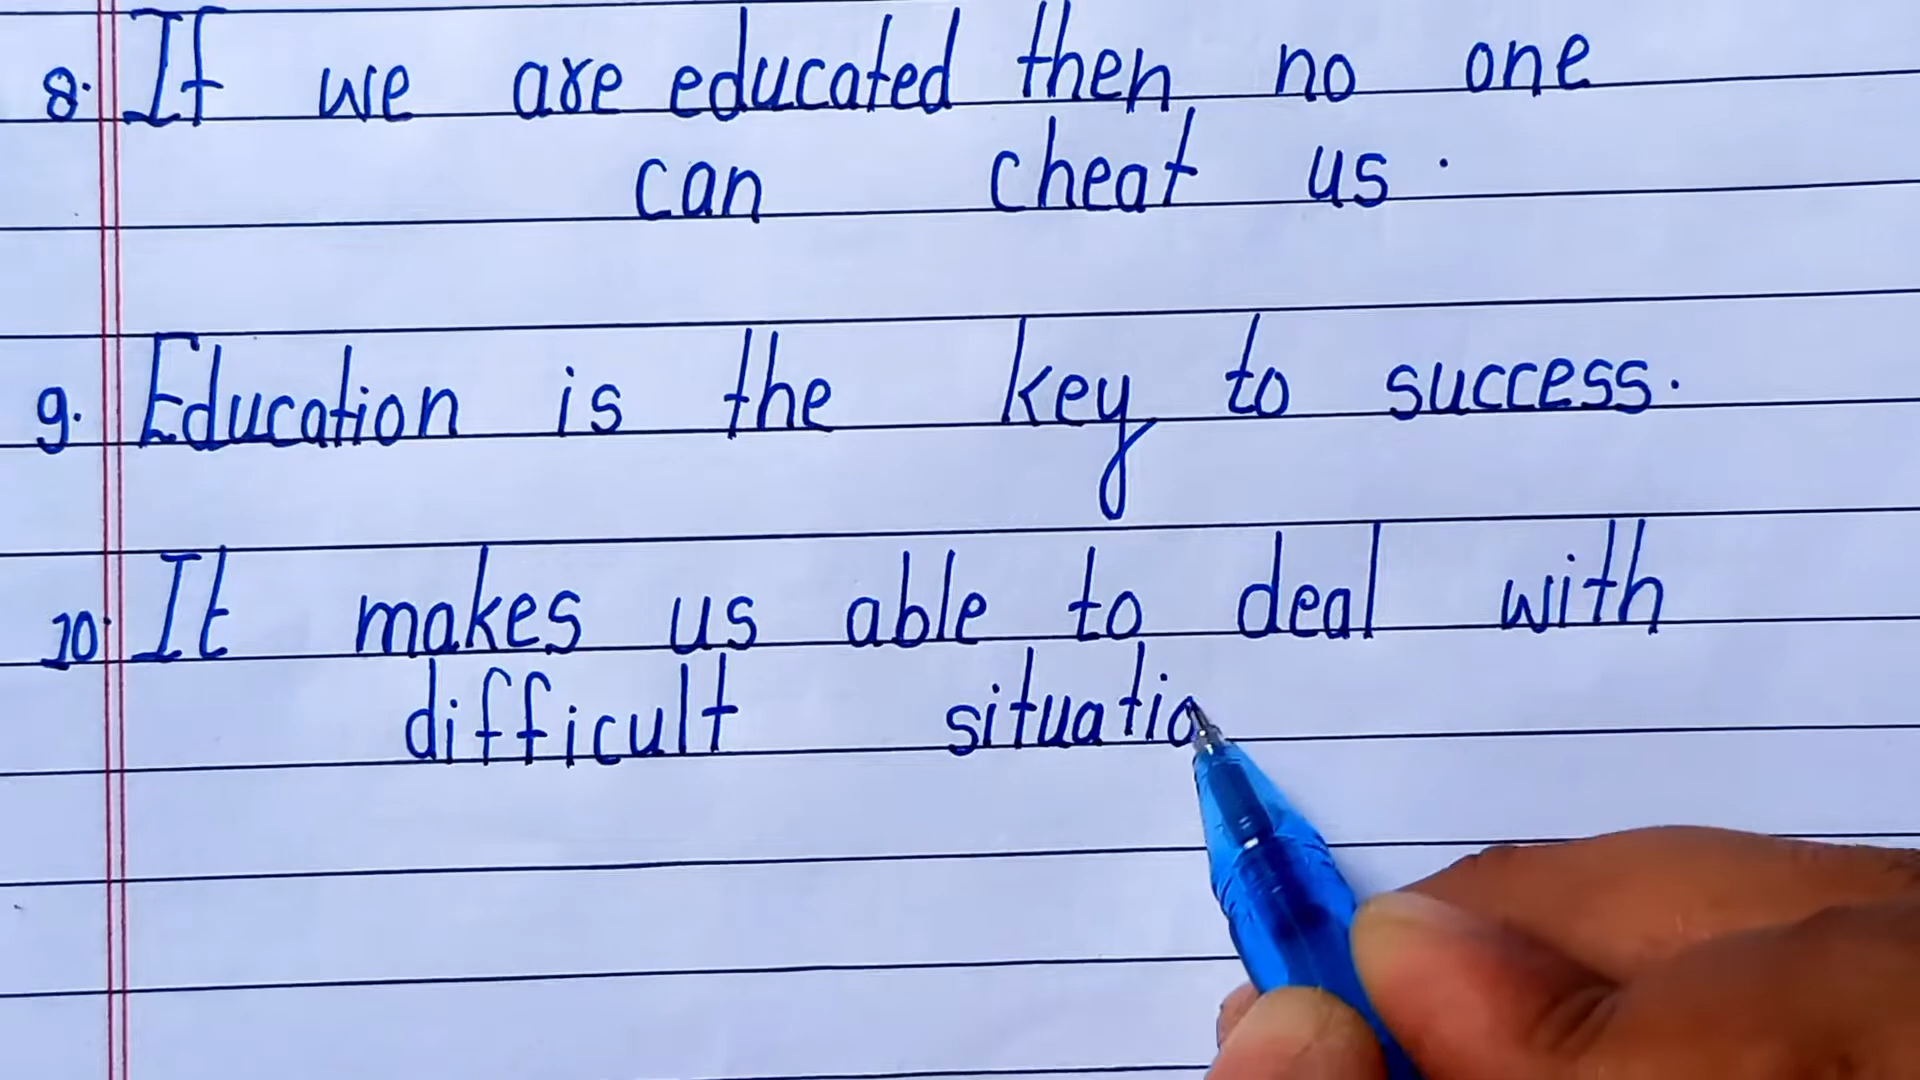 8. If we are educated then no one
can cheat us.
9. Education is the key to success.
10. It makes us able to deal with
difficult situatio